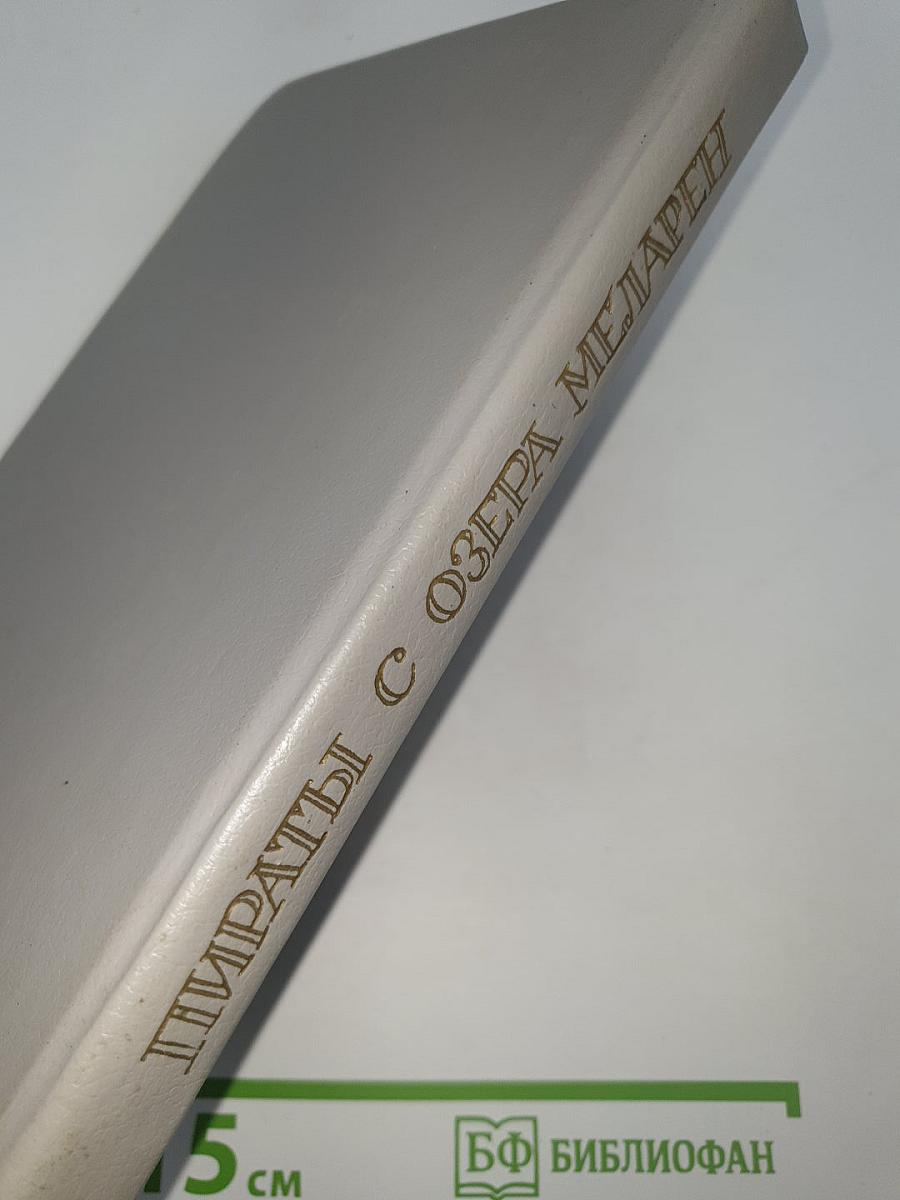 ПИРАТЫ С ОЗЕРА МЕЛАРЕН
15 см
БФ БИБЛИОФАН